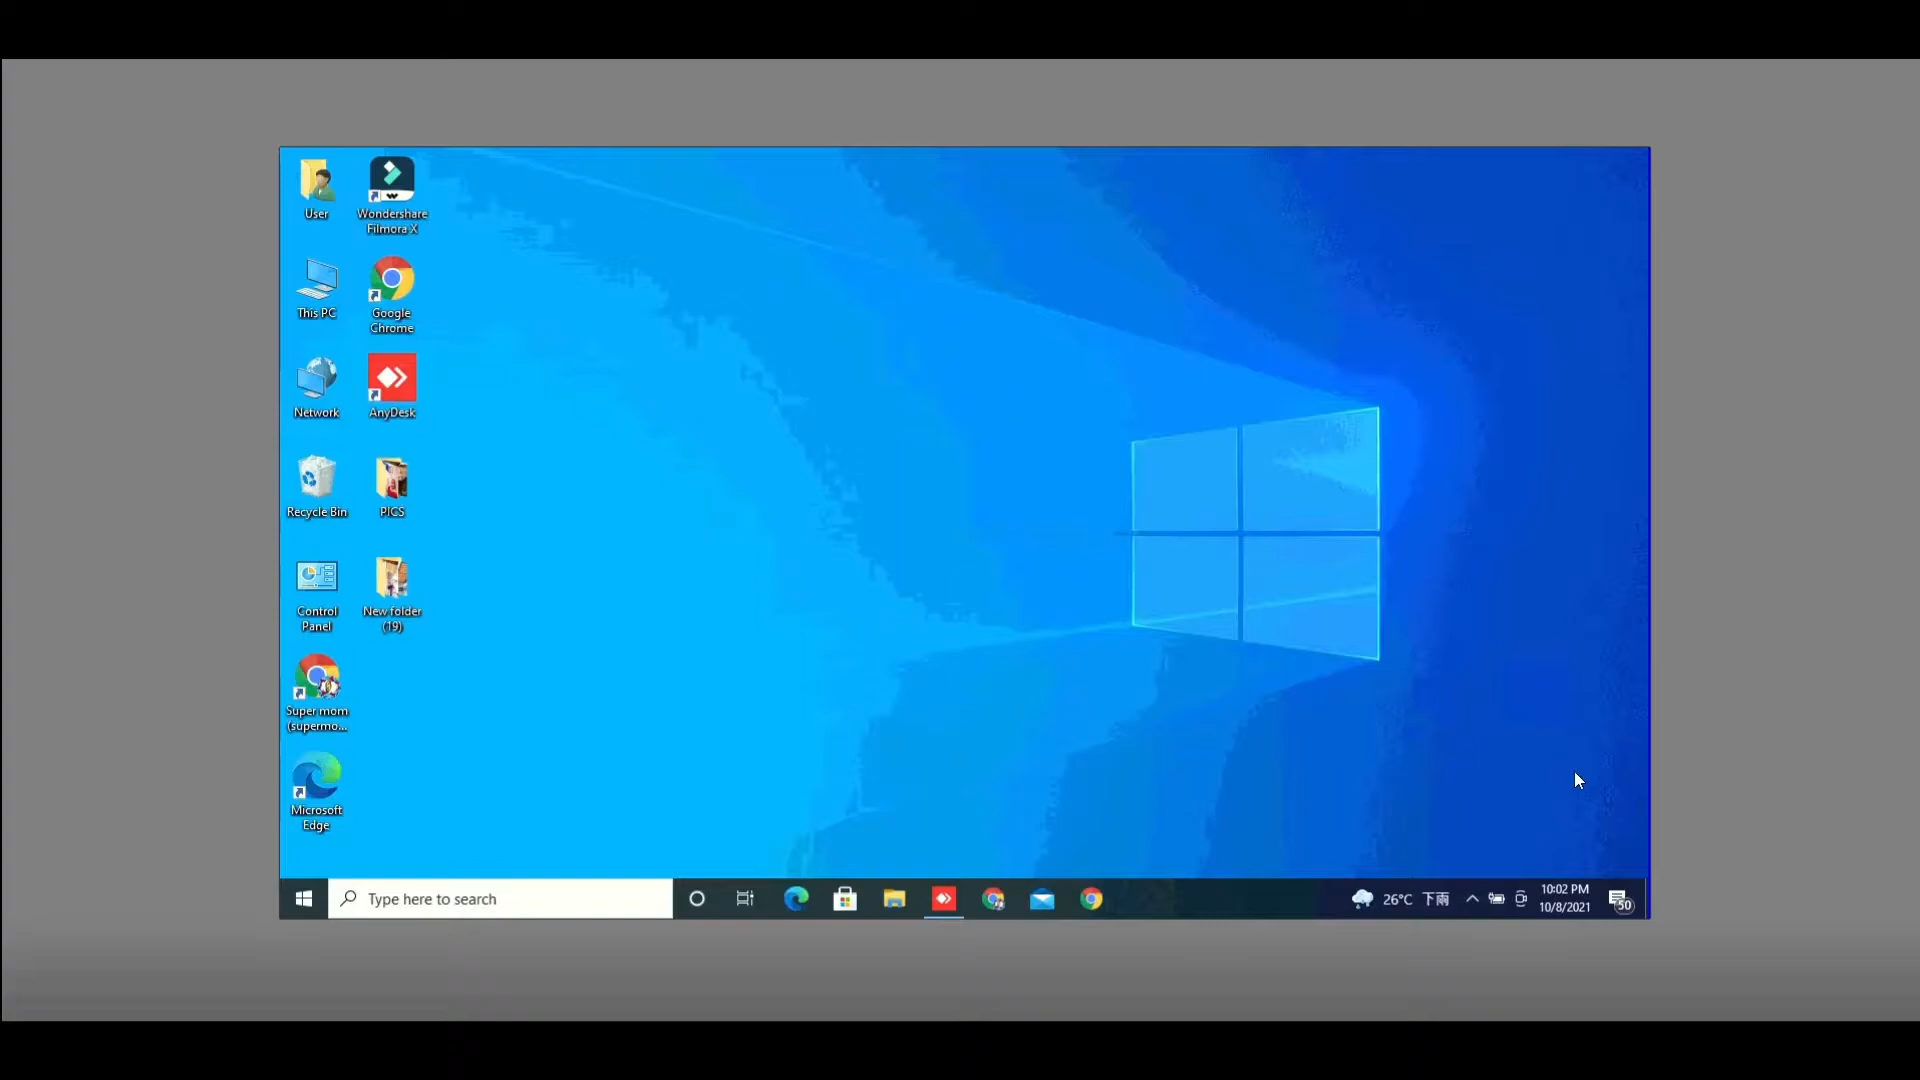 User
Wondershare
Filmora X
This PC
Google
Chrome
Network
AnyDesk
Recycle Bin
PICS
Control
Panel
New folder
(19)
Super mom
(supermo...
Microsoft
Edge
Type here to search
26°C 下雨
10:02 PM
10/8/2021
50